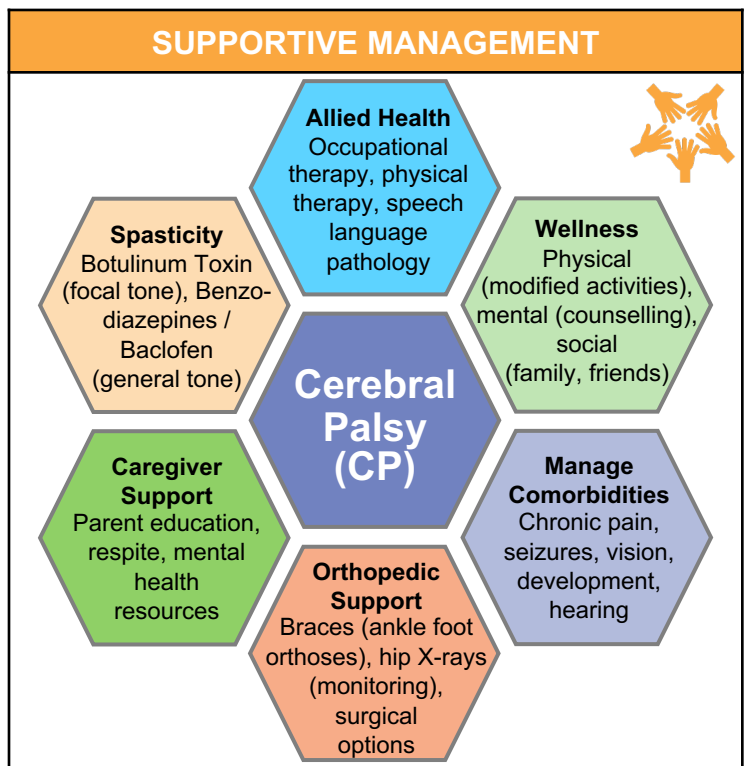 SUPPORTIVE MANAGEMENT
Allied Health
Occupational
therapy, physical
therapy, speech
language
pathology
Spasticity
Botulinum Toxin
(focal tone), Benzo-
diazepines /
Baclofen
(general tone)
Wellness
Physical
(modified activities),
mental (counselling),
social
(family, friends)
Cerebral
Palsy
(CP)
Caregiver
Support
Parent education,
respite, mental
health
resources
Manage
Comorbidities
Chronic pain,
seizures, vision,
development,
hearing
Orthopedic
Support
Braces (ankle foot
orthoses), hip X-rays
(monitoring),
surgical
options